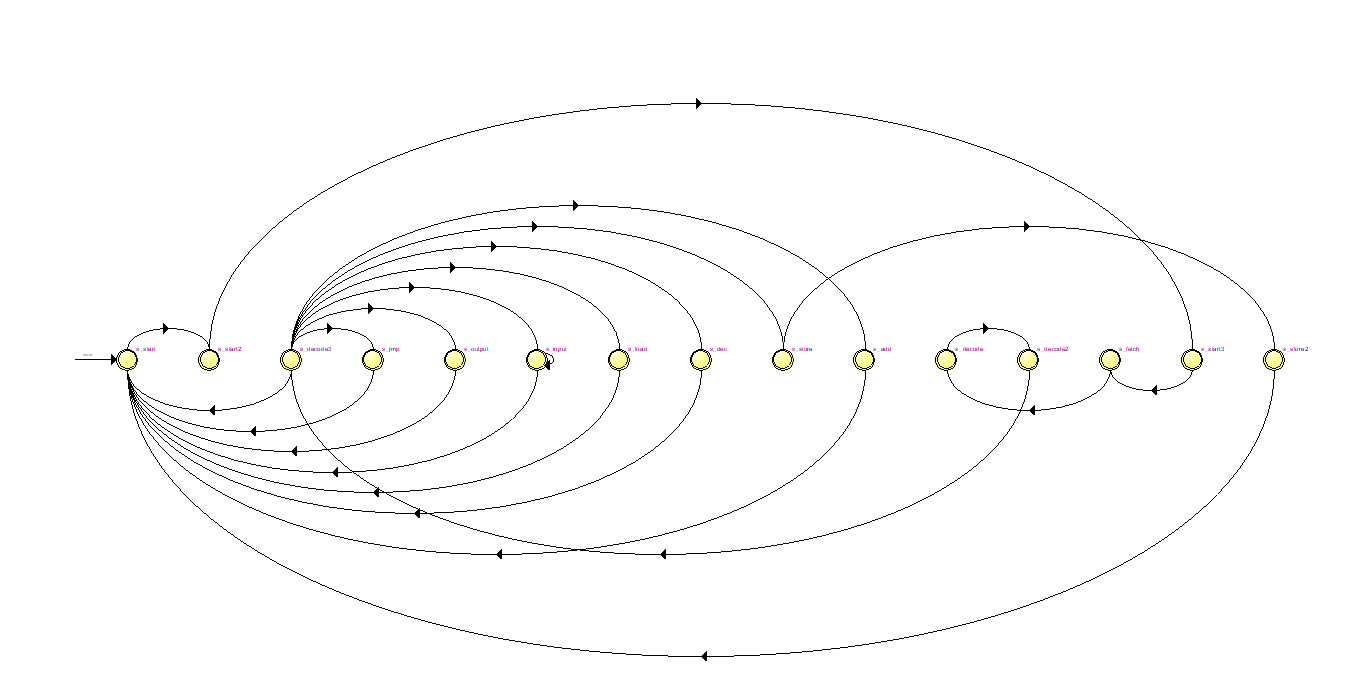 s_start
s_start2
s_decode3
s_jmp
s_output
s_input
s_load
s_dec
s_store
s_add
s_decode
s_decode2
s_fetch
s_start3
s_store2